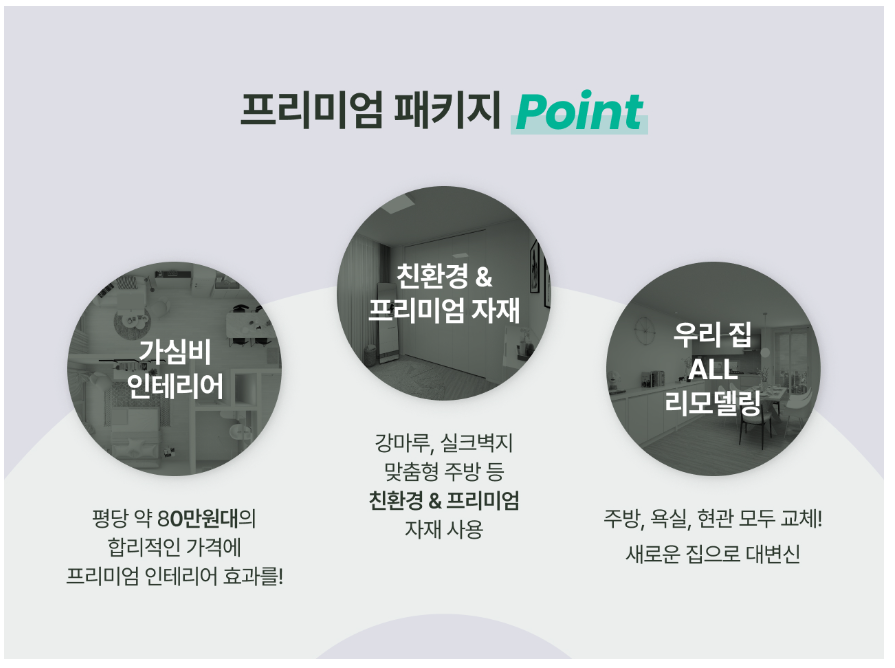 프리미엄 패키지 Point
가심비
인테리어
평당 약 80만원대의
합리적인 가격에
프리미엄 인테리어 효과를!
친환경 &
프리미엄 자재
강마루, 실크벽지
맞춤형 주방 등
친환경 & 프리미엄
자재 사용
우리 집
ALL
리모델링
주방, 욕실, 현관 모두 교체!
새로운 집으로 대변신